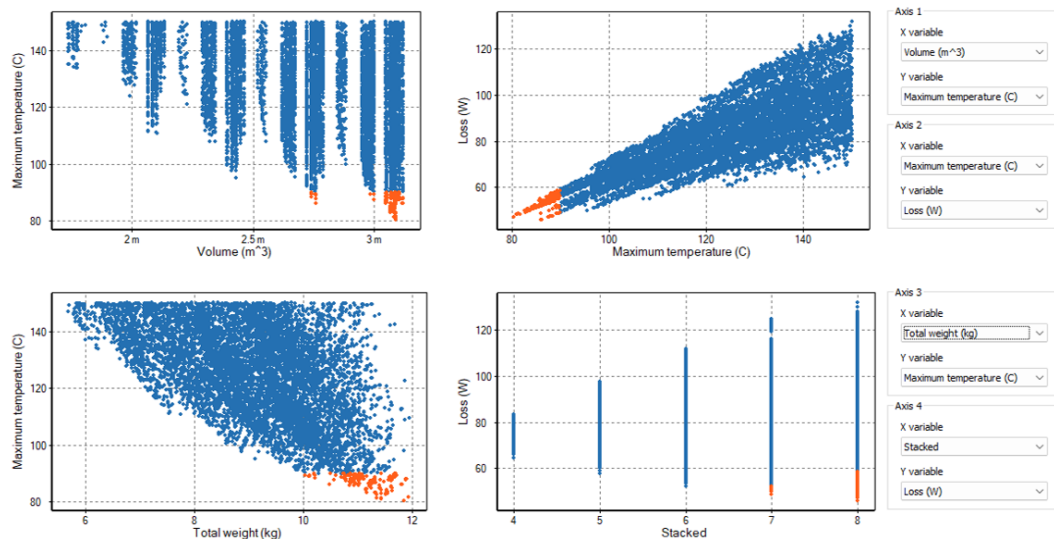 140
120
100
80
Maximum temperature (C)
2 m
2.5 m
3 m
Volume (m^3)
120
100
80
60
Loss (W)
80
100
120
140
Maximum temperature (C)
Axis 1
X variable
Volume (m^3)
Y variable
Maximum temperature (C)
Axis 2
X variable
Maximum temperature (C)
Y variable
Loss (W)
140
120
100
80
Maximum temperature (C)
6
8
10
12
Total weight (kg)
120
100
80
60
Loss (W)
4
5
6
7
8
Stacked
Axis 3
X variable
Total weight (kg)
Y variable
Maximum temperature (C)
Axis 4
X variable
Stacked
Y variable
Loss (W)